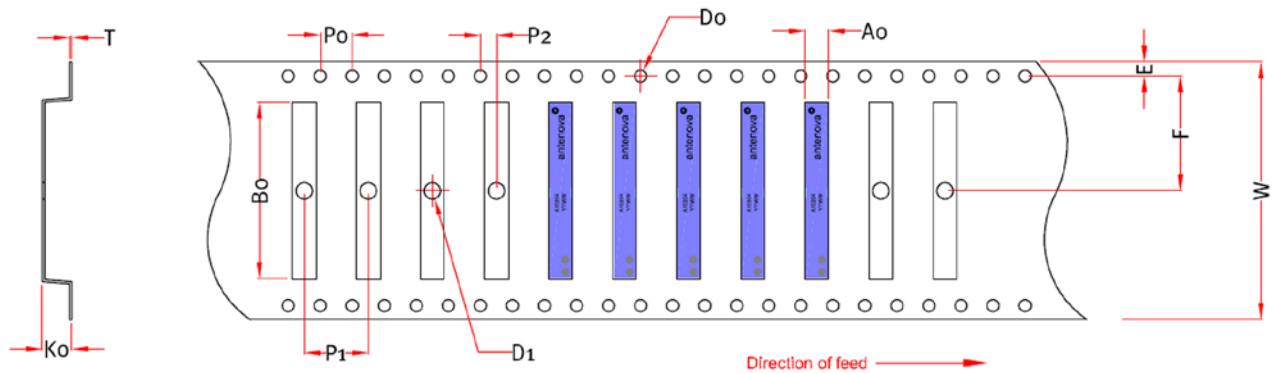 T
Po
P2
Do
Ao
E
F
W
Bo
antenova
antenova
antenova
antenova
antenova
Ko
P1
D1
Direction of feed